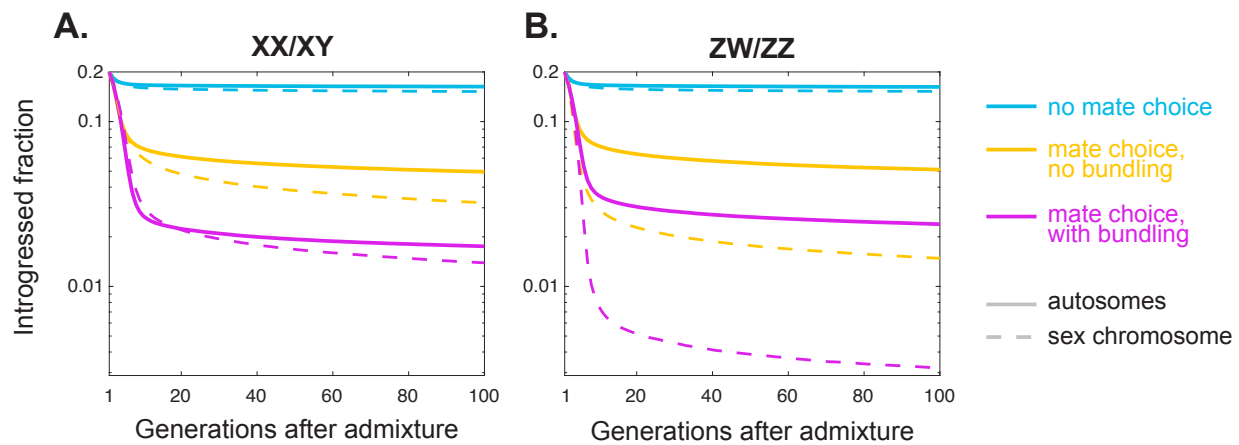 A.
XX/XY
B.
ZW/ZZ
Introgressed fraction
0.2
0.1
0.01
1
20
40
60
80
100
Generations after admixture
0.2
0.1
0.01
1
20
40
60
80
100
Generations after admixture
no mate choice
mate choice,
no bundling
mate choice,
with bundling
autosomes
sex chromosome